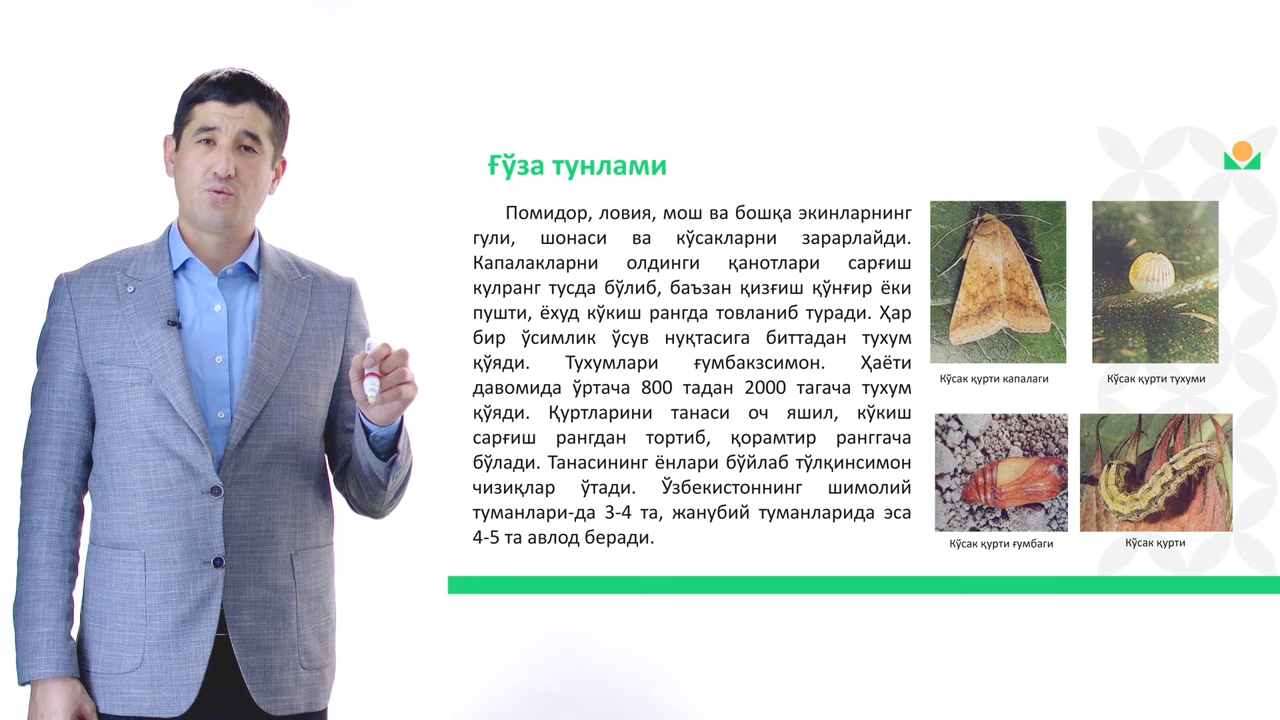 Ғўза тунлами
Помидор, ловия, мош ва бошқа экинларнинг
гули, шонаси ва кўсакларни зарарлайди.
Капалакларни олдинги қанотлари сарғиш
кулранг тусда бўлиб, баъзан қизғиш қўнғир ёки
пушти, ёхуд кўкиш рангда товланиб туради. Ҳар
бир ўсимлик ўсув нуқтасига биттадан тухум
қўяди. Тухумлари ғумбакзсимон. Ҳаёти
давомида ўртача 800 тадан 2000 тагача тухум
қўяди. Қуртларини танаси оч яшил, кўкиш
сарғиш рангдан тортиб, қорамтир ранггача
бўлади. Танасининг ёнлари бўйлаб тўлқинсимон
чизиқлар ўтади. Ўзбекистоннинг шимолий
туманлари-да 3-4 та, жанубий туманларида эса
4-5 та авлод беради.
Кўсак қурти капалаги
Кўсак қурти тухуми
Кўсак қурти ғумбаги
Кўсак қурти